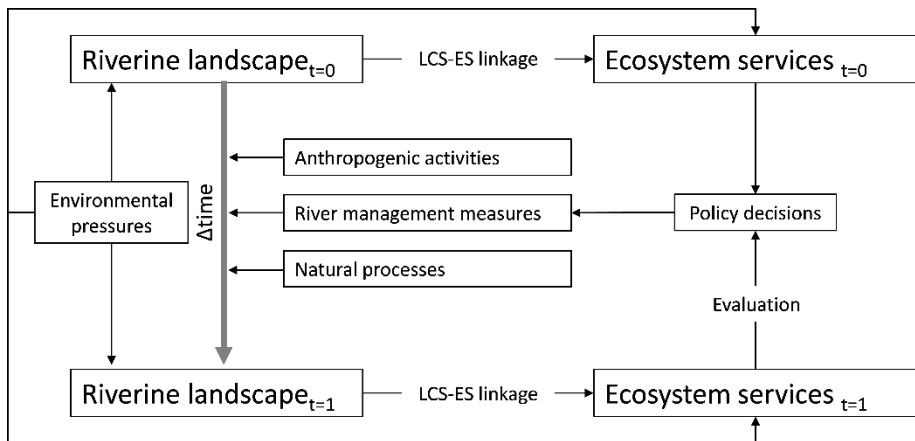 Riverine landscape t=0
LCS-ES linkage
Ecosystem services t=0
Anthropogenic activities
Environmental
pressures
Δtime
River management measures
Policy decisions
Natural processes
Evaluation
Riverine landscape t=1
LCS-ES linkage
Ecosystem services t=1